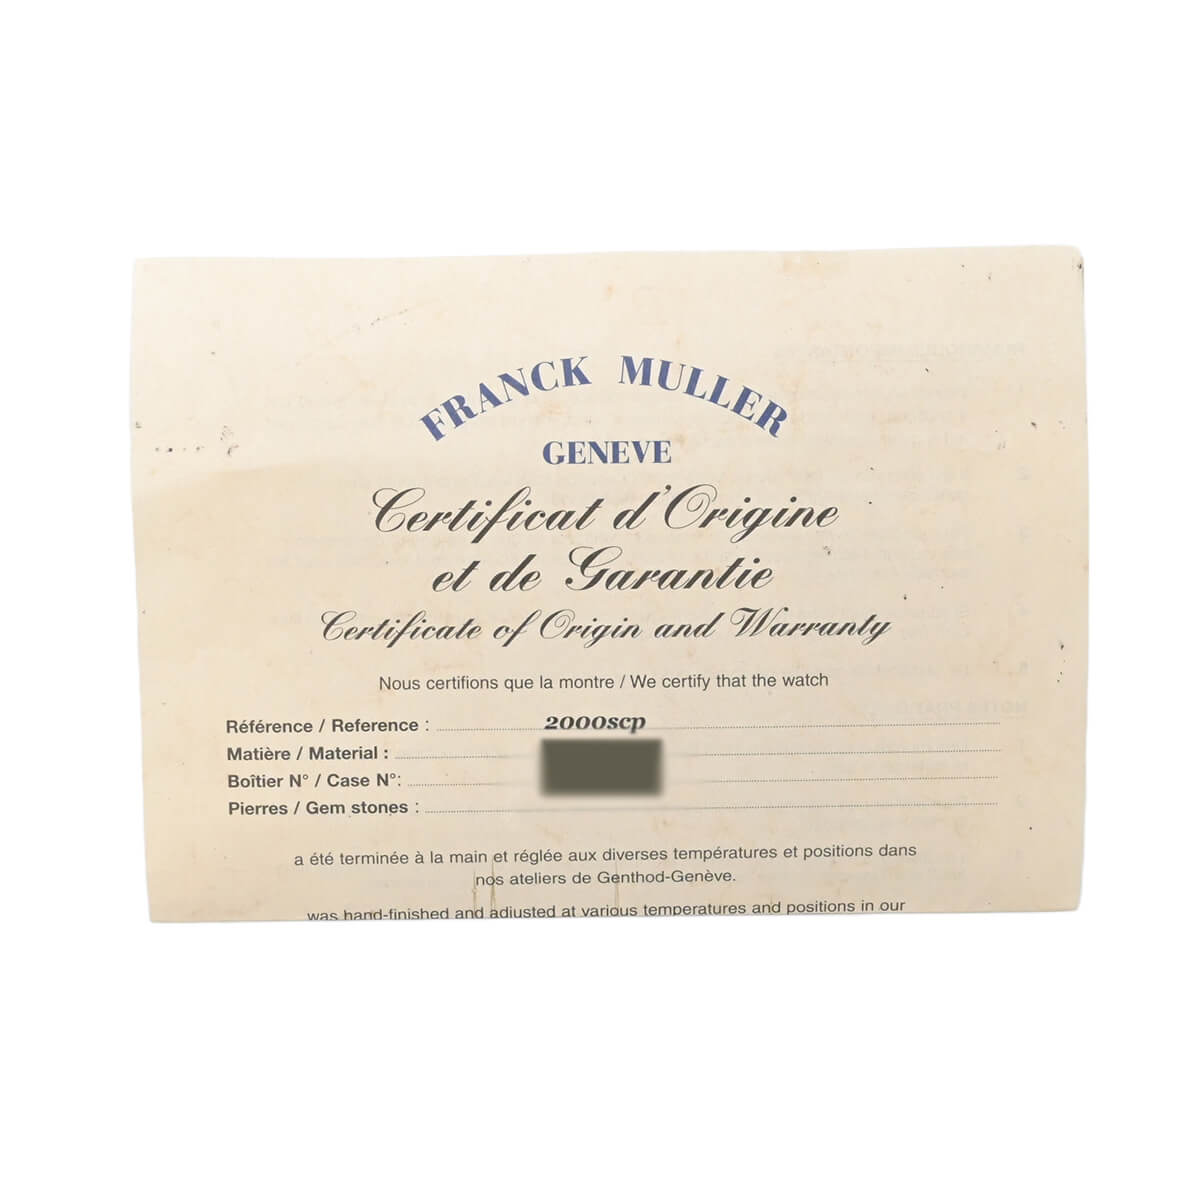 FRANCK MULLER
GENEVE
Certificat d'Origine
et de Garantie
Certificate of Origin and Warranty
Nous certifions que la montre / We certify that the watch
Référence / Reference : 2000scp
Matière / Material :
Boîtier N° / Case N°:
Pierres / Gem stones :
a été terminée à la main et réglée aux diverses températures et positions dans
nos ateliers de Genthod-Genève.
was hand-finished and adjusted at various temperatures and positions in our